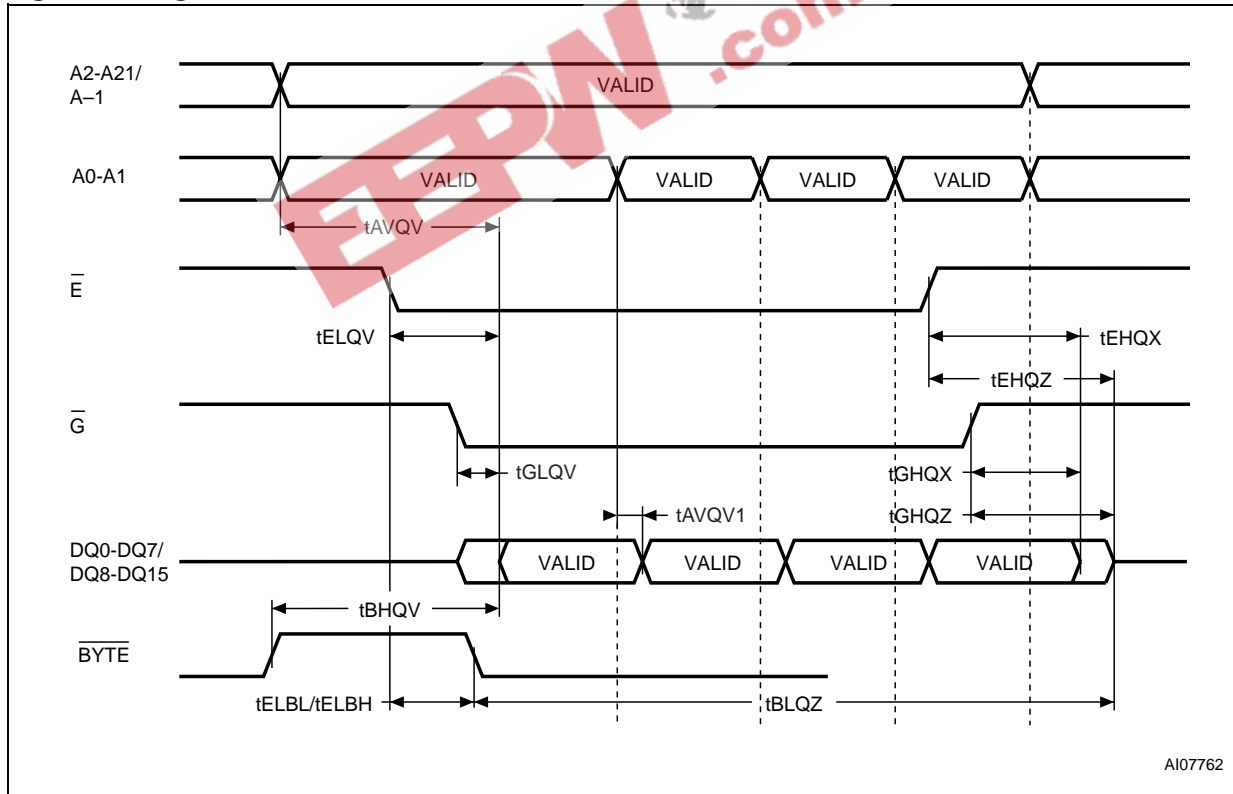 .com
A2-A21/
A–1
VALID
A0-A1
VALID VALID VALID VALID
tAVQV
EEPW
E
tELQV
tEHQX
tEHQZ
G
tGLQV
tGHQX
tAVQV1
tGHQZ
DQ0-DQ7/
DQ8-DQ15
VALID VALID VALID VALID
tBHQV
BYTE
tELBL/tELBH
tBLQZ
AI07762